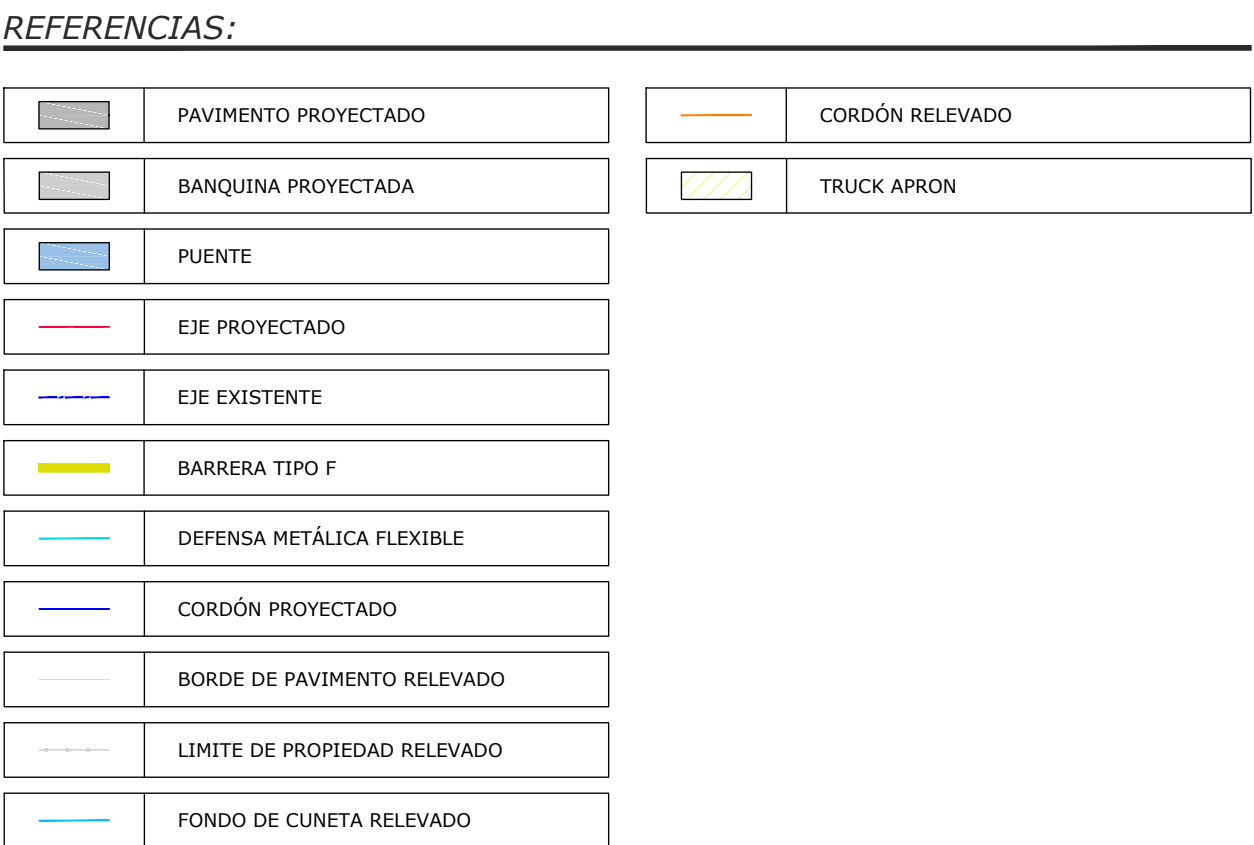 REFERENCIAS:
PAVIMENTO PROYECTADO
BANQUINA PROYECTADA
PUENTE
EJE PROYECTADO
EJE EXISTENTE
BARRERA TIPO F
DEFENSA METÁLICA FLEXIBLE
CORDÓN PROYECTADO
BORDE DE PAVIMENTO RELEVADO
LIMITE DE PROPIEDAD RELEVADO
FONDO DE CUNETA RELEVADO
CORDÓN RELEVADO
TRUCK APRON